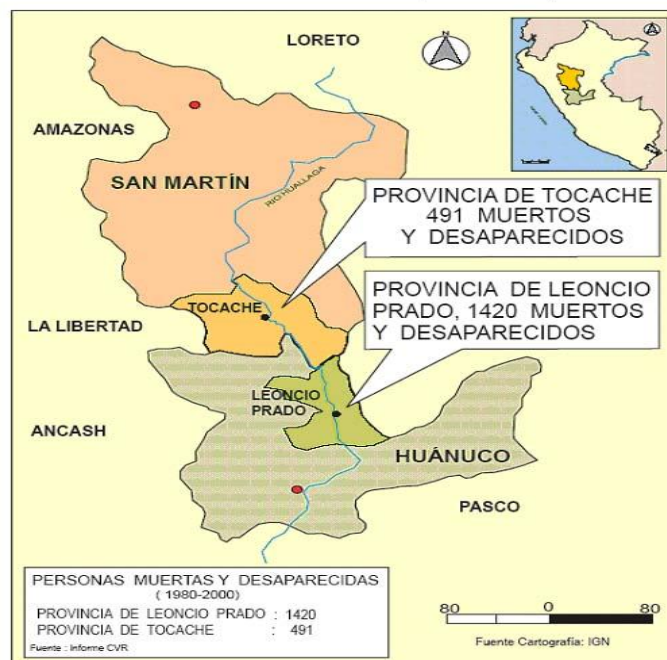 LORETO
N
AMAZONAS
SAN MARTÍN
RIO HUALLAGA
PROVINCIA DE TOCACHE
491 MUERTOS
Y DESAPARECIDOS
TOCACHE
PROVINCIA DE LEONCIO
PRADO, 1420 MUERTOS
Y DESAPARECIDOS
LA LIBERTAD
LEONCIO
PRADO
ANCASH
HUÁNUCO
PASCO
PERSONAS MUERTAS Y DESAPARECIDAS
( 1980-2000)
PROVINCIA DE LEONCIO PRADO : 1420
PROVINCIA DE TOCACHE : 491
Fuente : Informe CVR
80 0 80
Fuente Cartografía: IGN